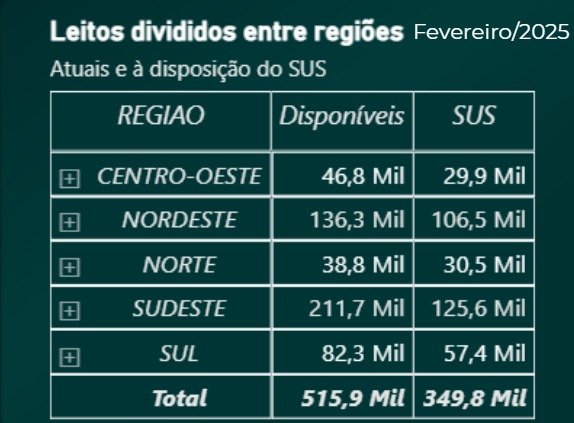 Leitos divididos entre regiões Fevereiro/2025
Atuais e à disposição do SUS
REGIAO Disponíveis SUS
CENTRO-OESTE 46,8 Mil 29,9 Mil
NORDESTE 136,3 Mil 106,5 Mil
NORTE 38,8 Mil 30,5 Mil
SUDESTE 211,7 Mil 125,6 Mil
SUL 82,3 Mil 57,4 Mil
Total 515,9 Mil 349,8 Mil